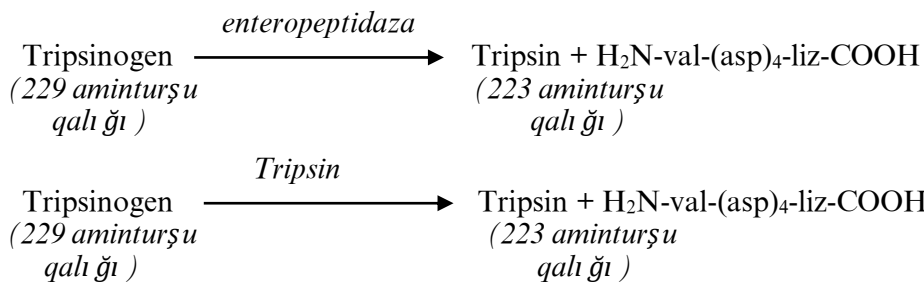 enteropeptidaza
Tripsinogen Tripsin + H₂N-val-(asp)₄-liz-COOH
(229 aminturşu (223 aminturşu
qalığı ) qalığı )
Tripsin
Tripsinogen Tripsin + H₂N-val-(asp)₄-liz-COOH
(229 aminturşu (223 aminturşu
qalığı ) qalığı )